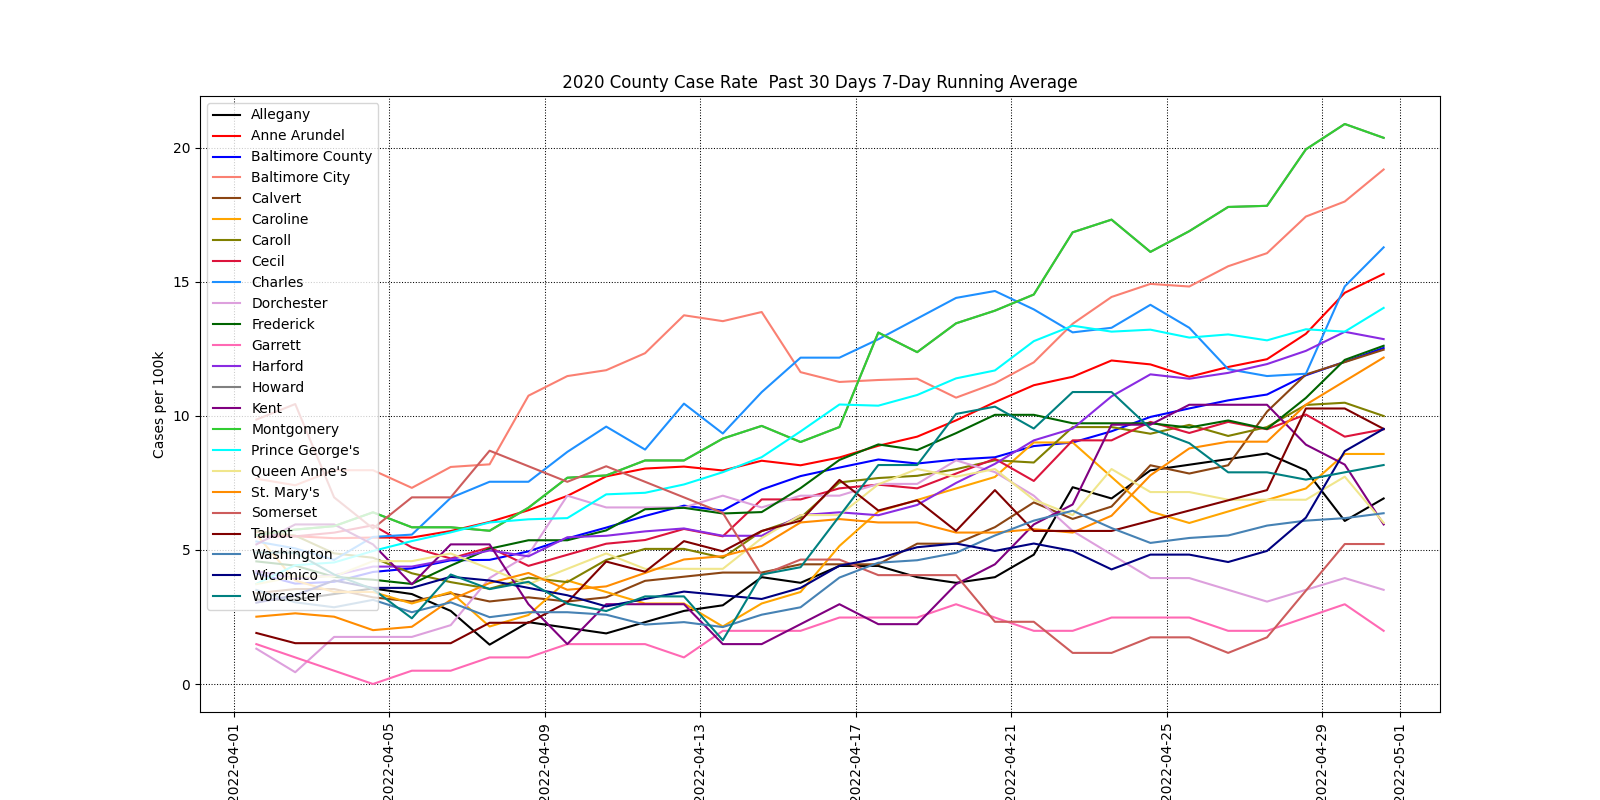 2020 County Case Rate  Past 30 Days 7-Day Running Average
Cases per 100k
20
15
10
5
0
Allegany
Anne Arundel
Baltimore County
Baltimore City
Calvert
Caroline
Caroll
Cecil
Charles
Dorchester
Frederick
Garrett
Harford
Howard
Kent
Montgomery
Prince George's
Queen Anne's
St. Mary's
Somerset
Talbot
Washington
Wicomico
Worcester
2022-04-01
2022-04-05
2022-04-09
2022-04-13
2022-04-17
2022-04-21
2022-04-25
2022-04-29
2022-05-01